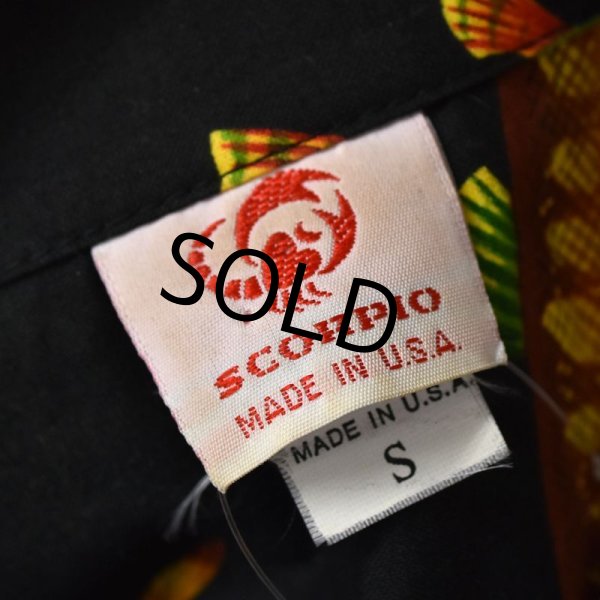 SOLD
SCORPIO
MADE IN U.S.A.
MADE IN U.S.A.
S